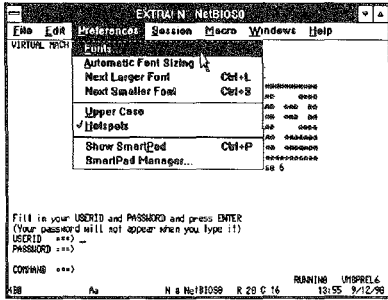 EXTRA! N NetBIOS0
File Edit Preferences Session Macro Windows Help
VIRTUAL MACH
Fonts...
Automatic Font Sizing
Next Larger Font Ctrl+L
Next Smaller Font Ctrl+S
Upper Case
✓Hotspots
Show SmartPad Ctrl+P
SmartPad Manager...
se 6
Fill in your USERID and PASSWORD and press ENTER
(Your password will not appear when you type it)
USERID ===> _
PASSWORD ===>
COMMAND ===>
RUNNING VMSPREL6
Aa N a NetBIOS0 R 20 C 16 13:55